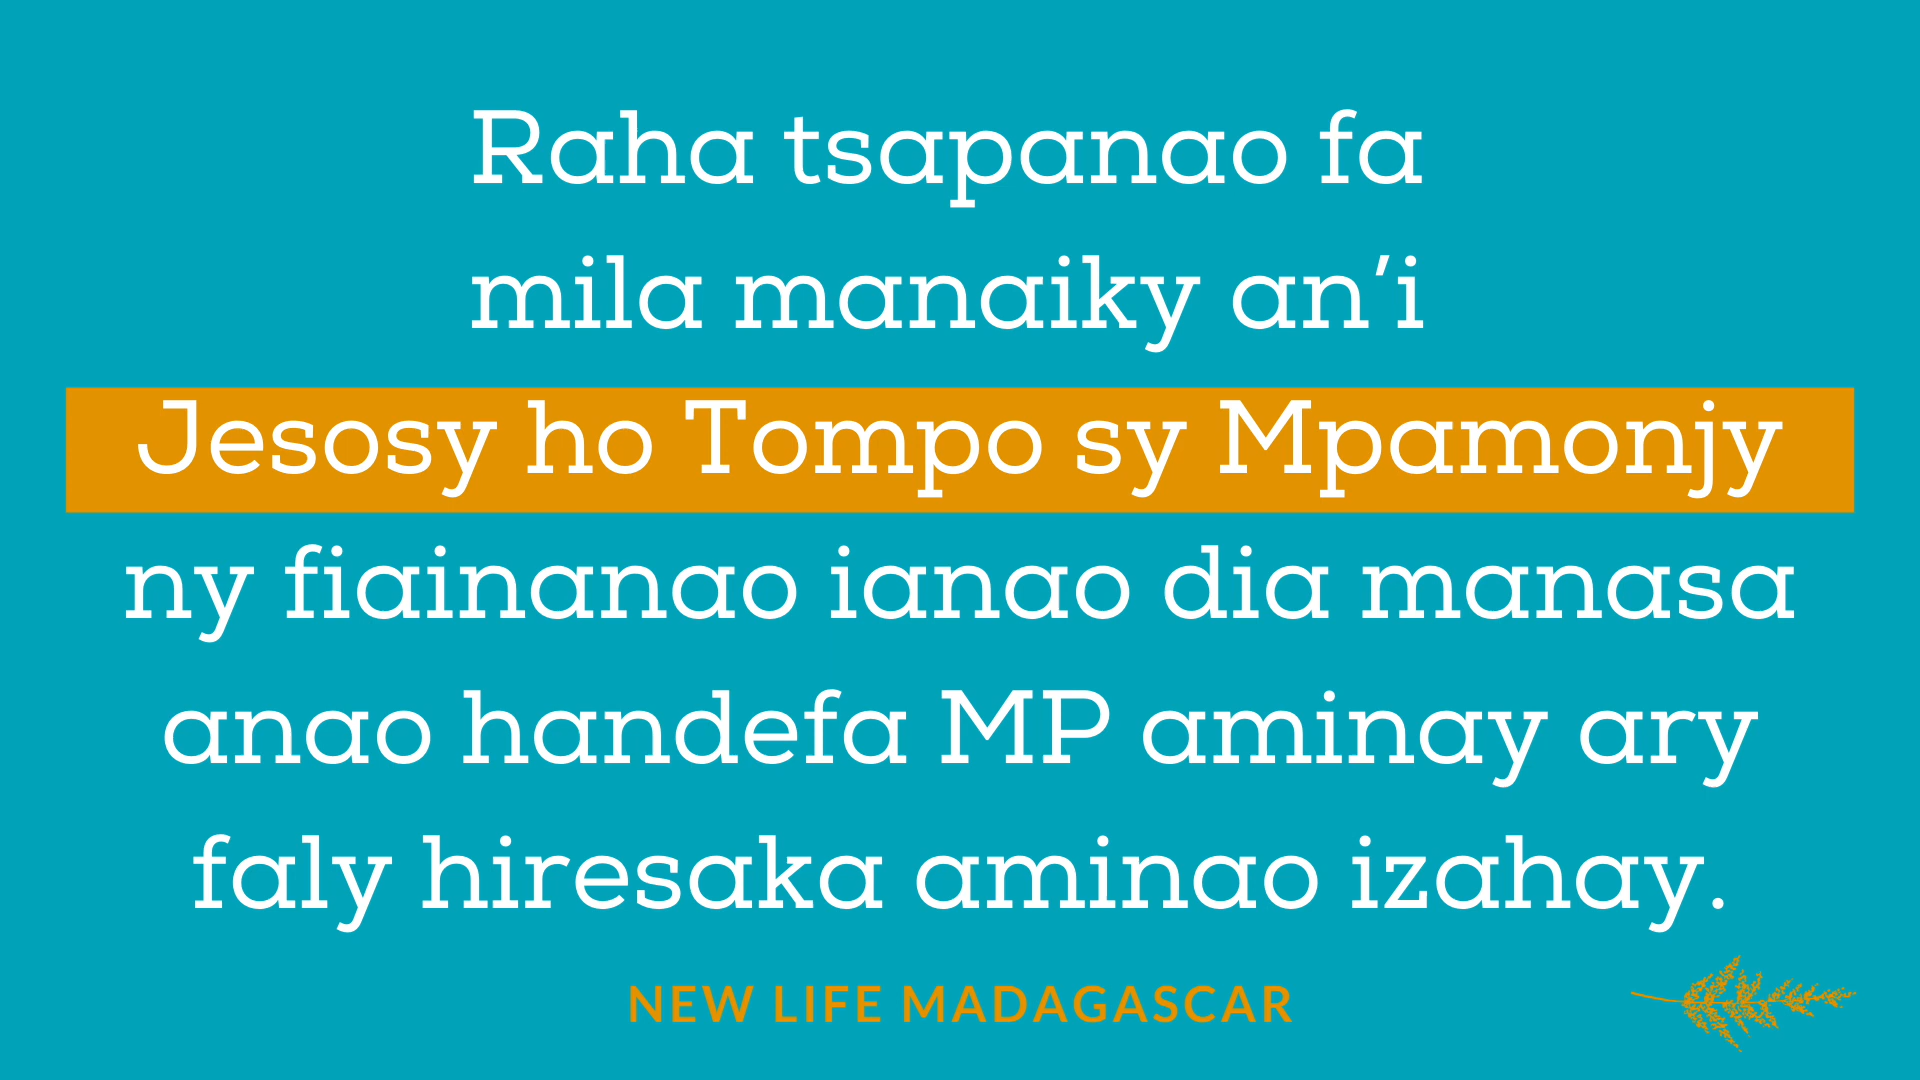 Raha tsapanao fa
mila manaiky an’i
Jesosy ho Tompo sy Mpamonjy
ny fiainanao ianao dia manasa
anao handefa MP aminay ary
faly hiresaka aminao izahay.
NEW LIFE MADAGASCAR